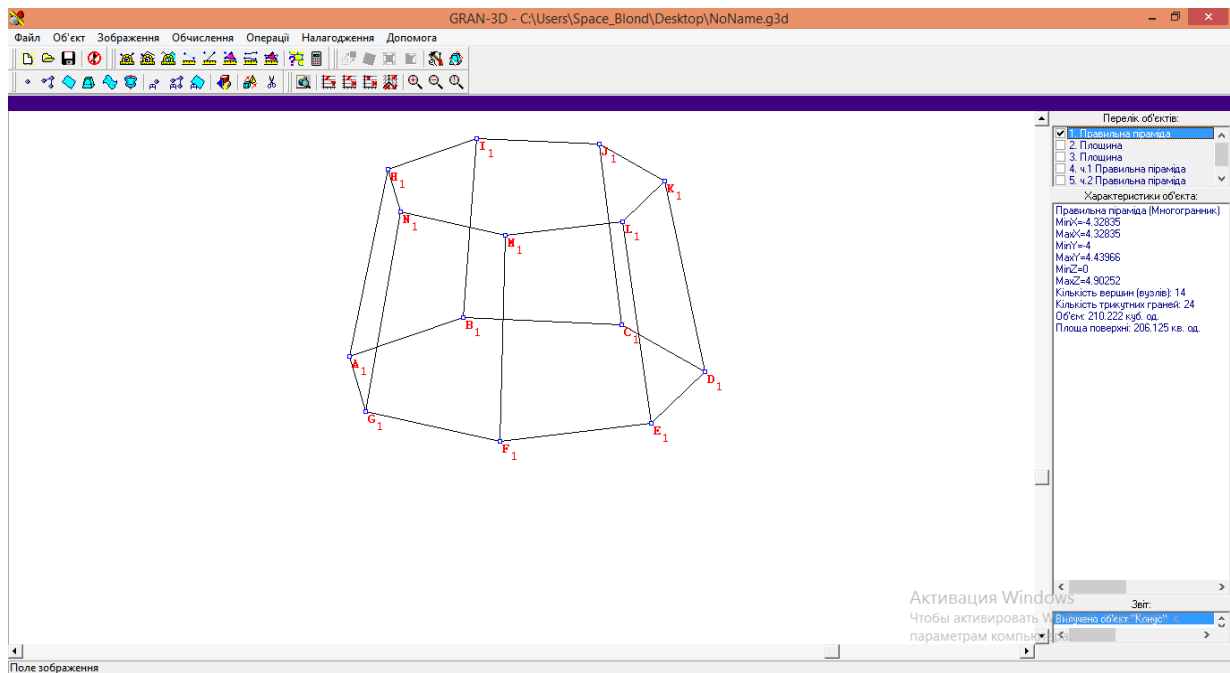 GRAN-3D - C:\Users\Space_Blond\Desktop\NoName.g3d
Файл Об'єкт Зображення Обчислення Операції Налагодження Допомога
Перелік об'єктів:
1. Правильна піраміда
2. Площина
3. Площина
4. ч.1 Правильна піраміда
5. ч.2 Правильна піраміда
Характеристики об'єкта:
Правильна піраміда (Многогранник)
MinX=-4.32835
MaxX=4.32835
MinY=-4
MaxY=4.43966
MinZ=0
MaxZ=4.90252
Кількість вершин (вузлів): 14
Кількість трикутних граней: 24
Об'єм: 210.222 куб. од.
Площа поверхні: 206.125 кв. од.
I1
J1
H1
K1
N1
L1
M1
B1
C1
A1
D1
G1
E1
F1
Активация Windows
Чтобы активировать
параметрам
Звіт:
Вилучено об'єкт "Конус"
Поле зображення